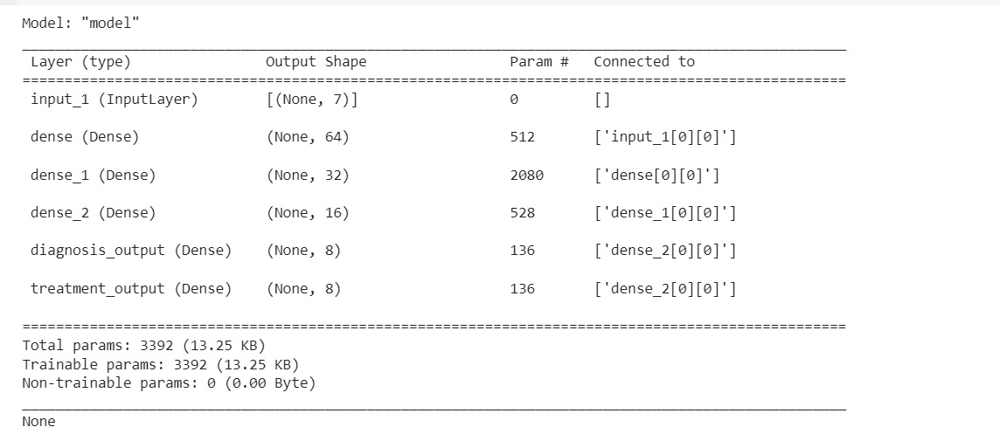 Model: "model"
Layer (type) Output Shape Param # Connected to
input_1 (InputLayer) [(None, 7)] 0 []
dense (Dense) (None, 64) 512 ['input_1[0][0]']
dense_1 (Dense) (None, 32) 2080 ['dense[0][0]']
dense_2 (Dense) (None, 16) 528 ['dense_1[0][0]']
diagnosis_output (Dense) (None, 8) 136 ['dense_2[0][0]']
treatment_output (Dense) (None, 8) 136 ['dense_2[0][0]']
Total params: 3392 (13.25 KB)
Trainable params: 3392 (13.25 KB)
Non-trainable params: 0 (0.00 Byte)
None